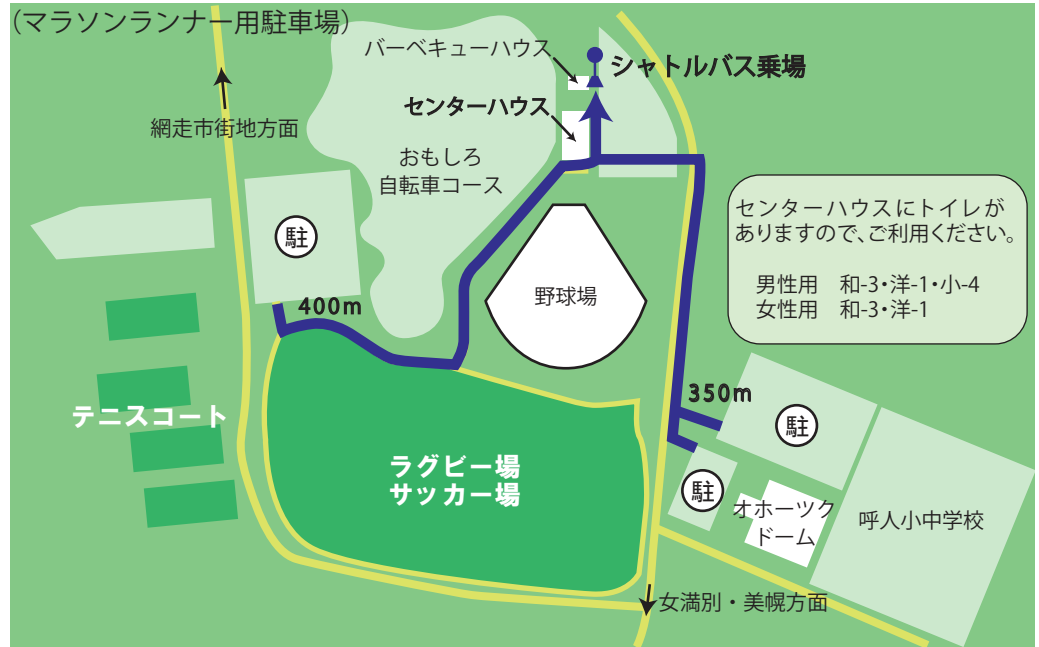 (マラソンランナー用駐車場)
バーベキューハウス
シャトルバス乗場
センターハウス
網走市街地方面
おもしろ
自転車コース
センターハウスにトイレが
ありますので、ご利用ください。
男性用 和-3・洋-1・小-4
女性用 和-3・洋-1
駐
400m
野球場
350m
テニスコート
駐
ラグビー場
サッカー場
駐
オホーツク
ドーム
呼人小中学校
女満別・美幌方面